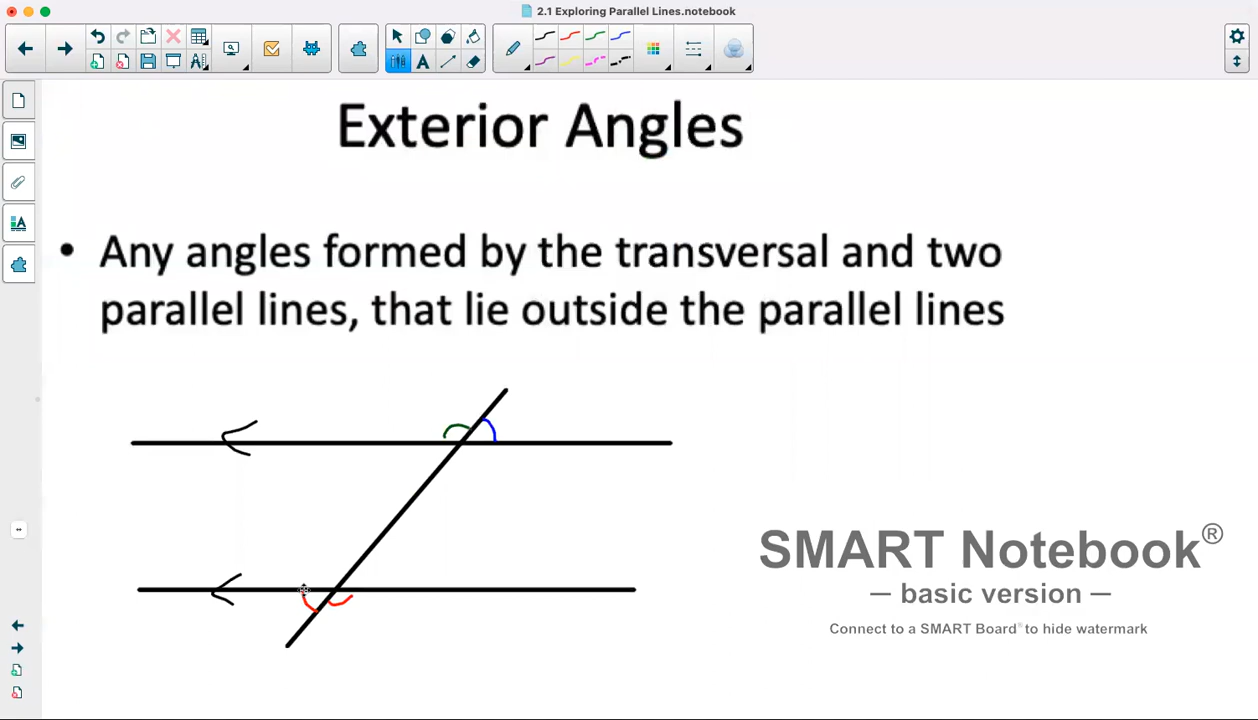 2.1 Exploring Parallel Lines.notebook
Exterior Angles
• Any angles formed by the transversal and two
parallel lines, that lie outside the parallel lines
SMART Notebook®
— basic version —
Connect to a SMART Board® to hide watermark